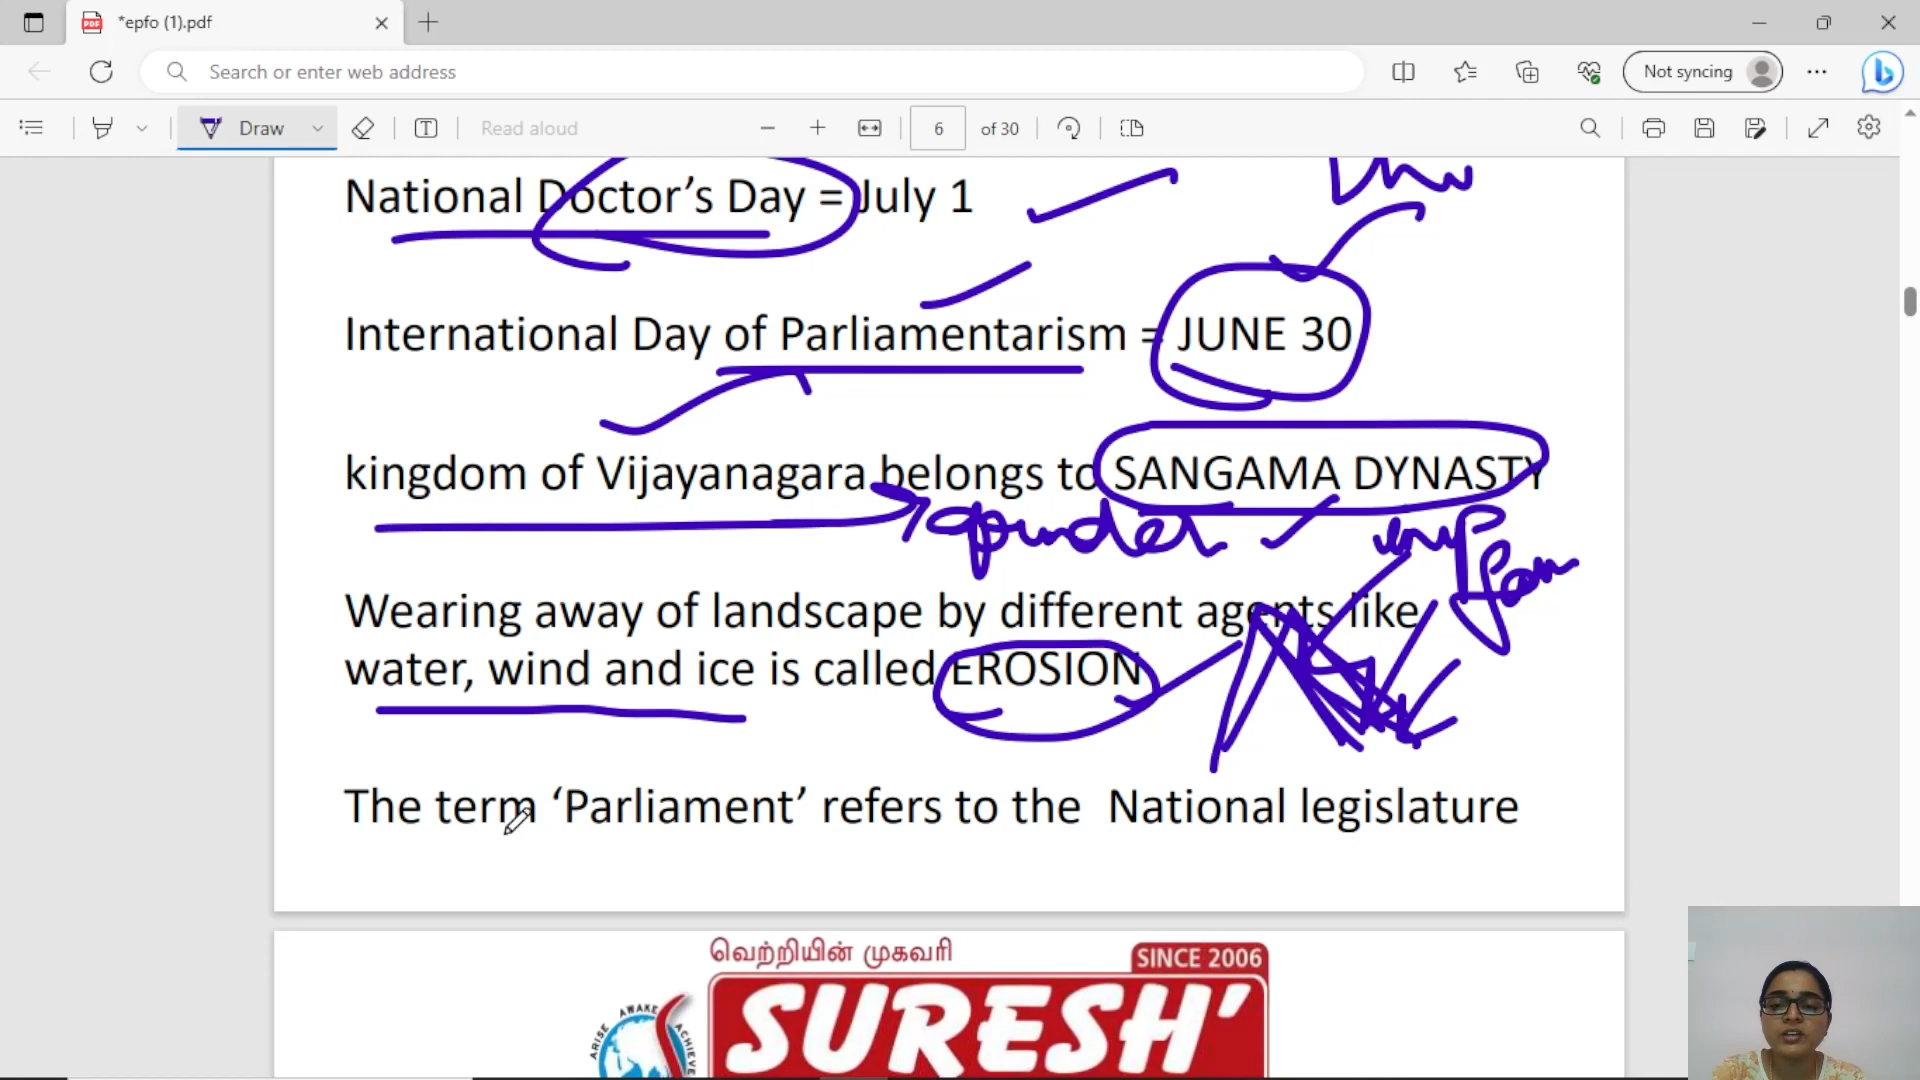 *epfo (1).pdf
Search or enter web address
Not syncing
Draw
Read aloud
6 of 30
National Doctor’s Day = July 1
International Day of Parliamentarism = JUNE 30
kingdom of Vijayanagara belongs to SANGAMA DYNASTY
Wearing away of landscape by different agents like
water, wind and ice is called EROSION
The term ‘Parliament’ refers to the National legislature
வெற்றியின் முகவரி
SINCE 2006
SURESH'
ARISE AWAKE ACHIEVE